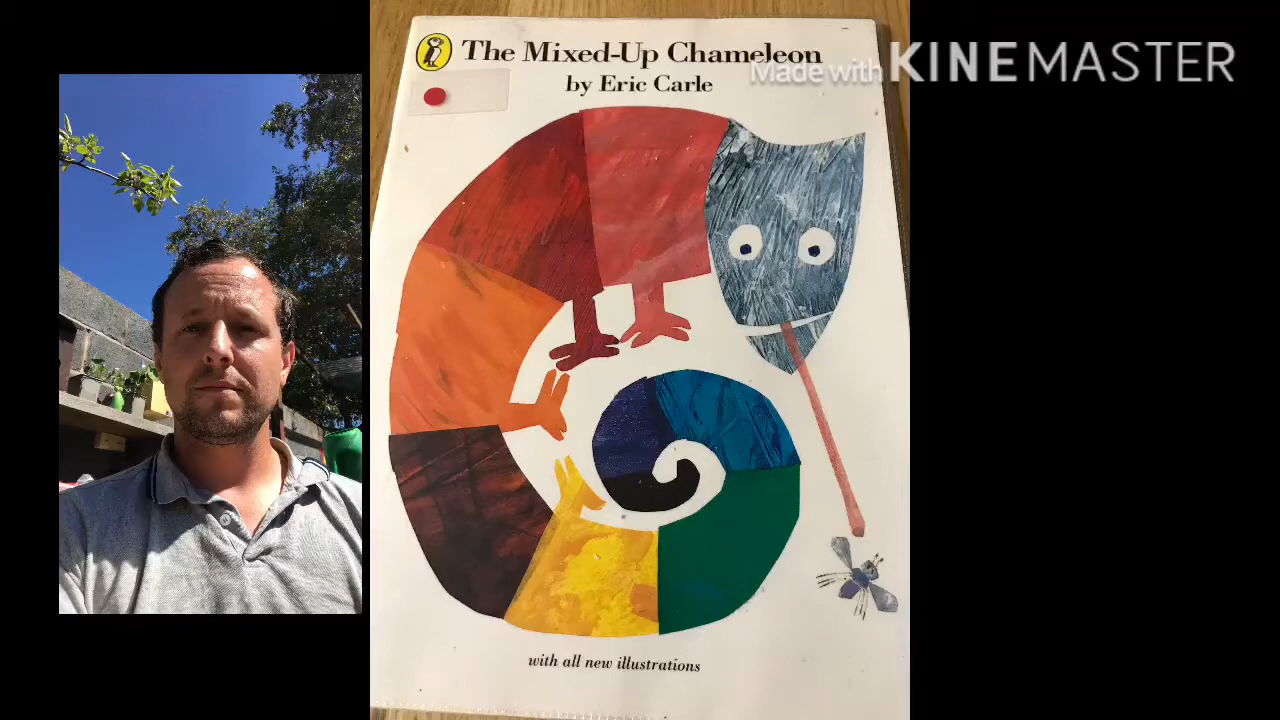 The Mixed-Up Chameleon
by Eric Carle
Made with KINEMASTER
with all new illustrations